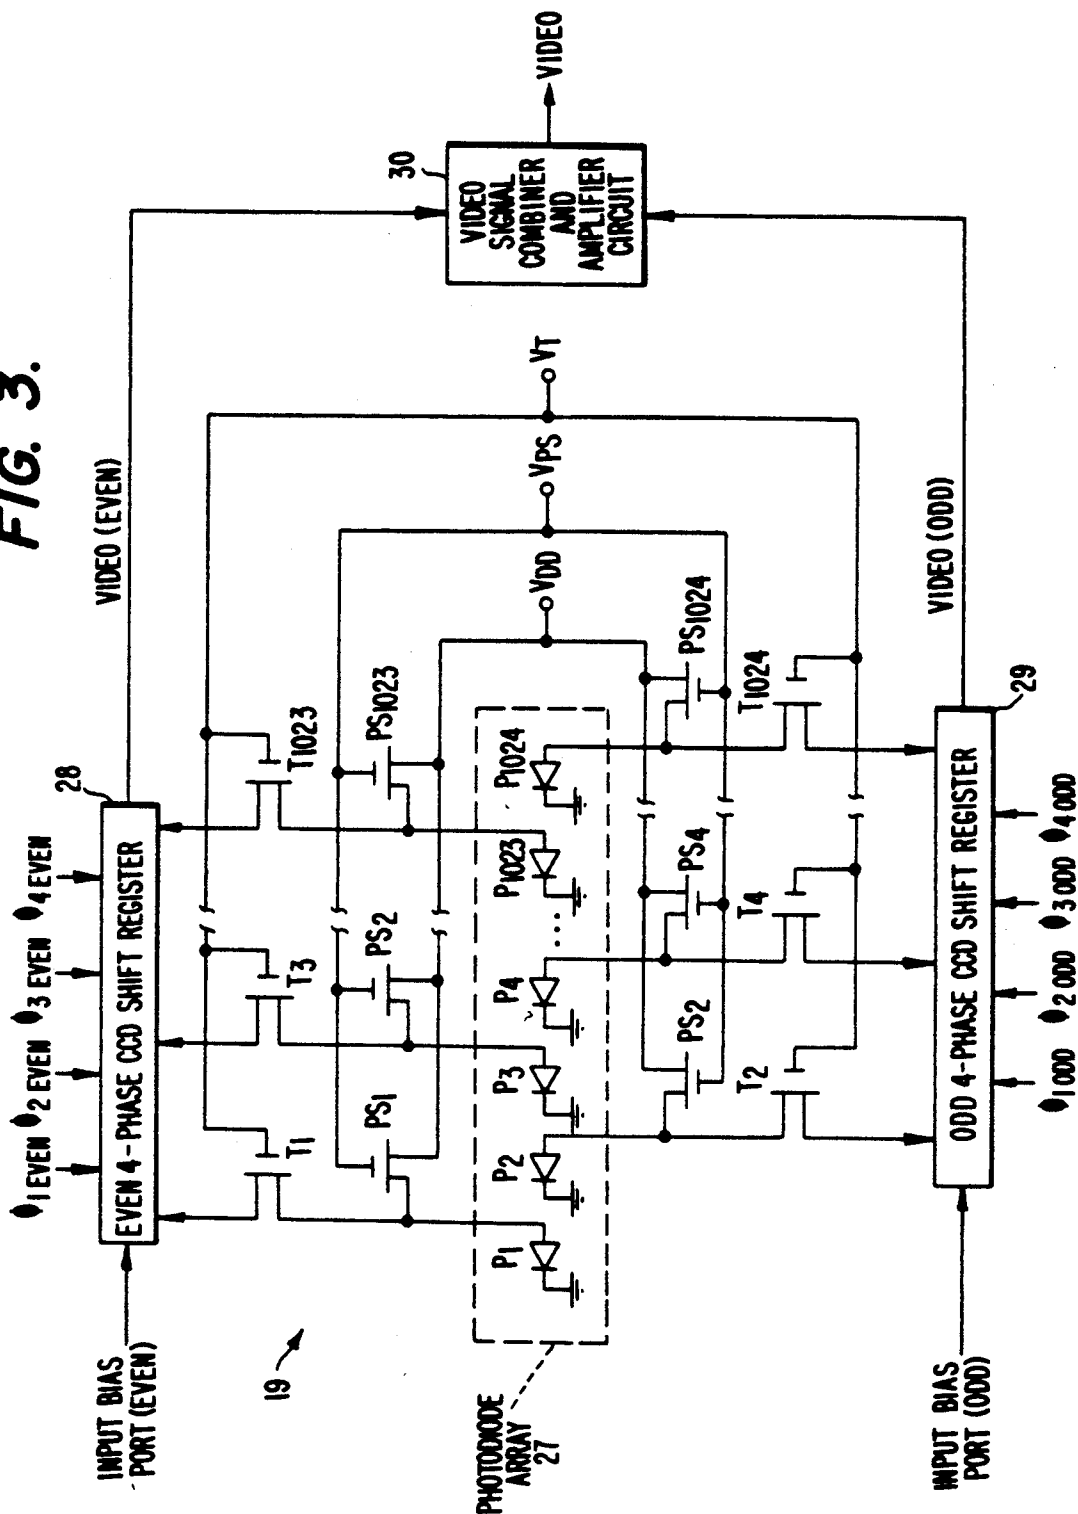 FIG. 3.
INPUT BIAS
PORT (EVEN)
ϕ1 EVEN ϕ2 EVEN ϕ3 EVEN ϕ4 EVEN
28
EVEN 4-PHASE CCD SHIFT REGISTER
VIDEO (EVEN)
T1
T3
T1023
PS1
PS2
PS1023
19
PHOTODIODE
ARRAY
27
P1
P2
P3
P4
...
P1023
P1024
VDD
VPS
VT
30
VIDEO
SIGNAL
COMBINER
AND
AMPLIFIER
CIRCUIT
VIDEO
PS2
PS4
PS1024
T2
T4
T1024
INPUT BIAS
PORT (ODD)
ODD 4-PHASE CCD SHIFT REGISTER
29
VIDEO (ODD)
ϕ1 ODD ϕ2 ODD ϕ3 ODD ϕ4 ODD